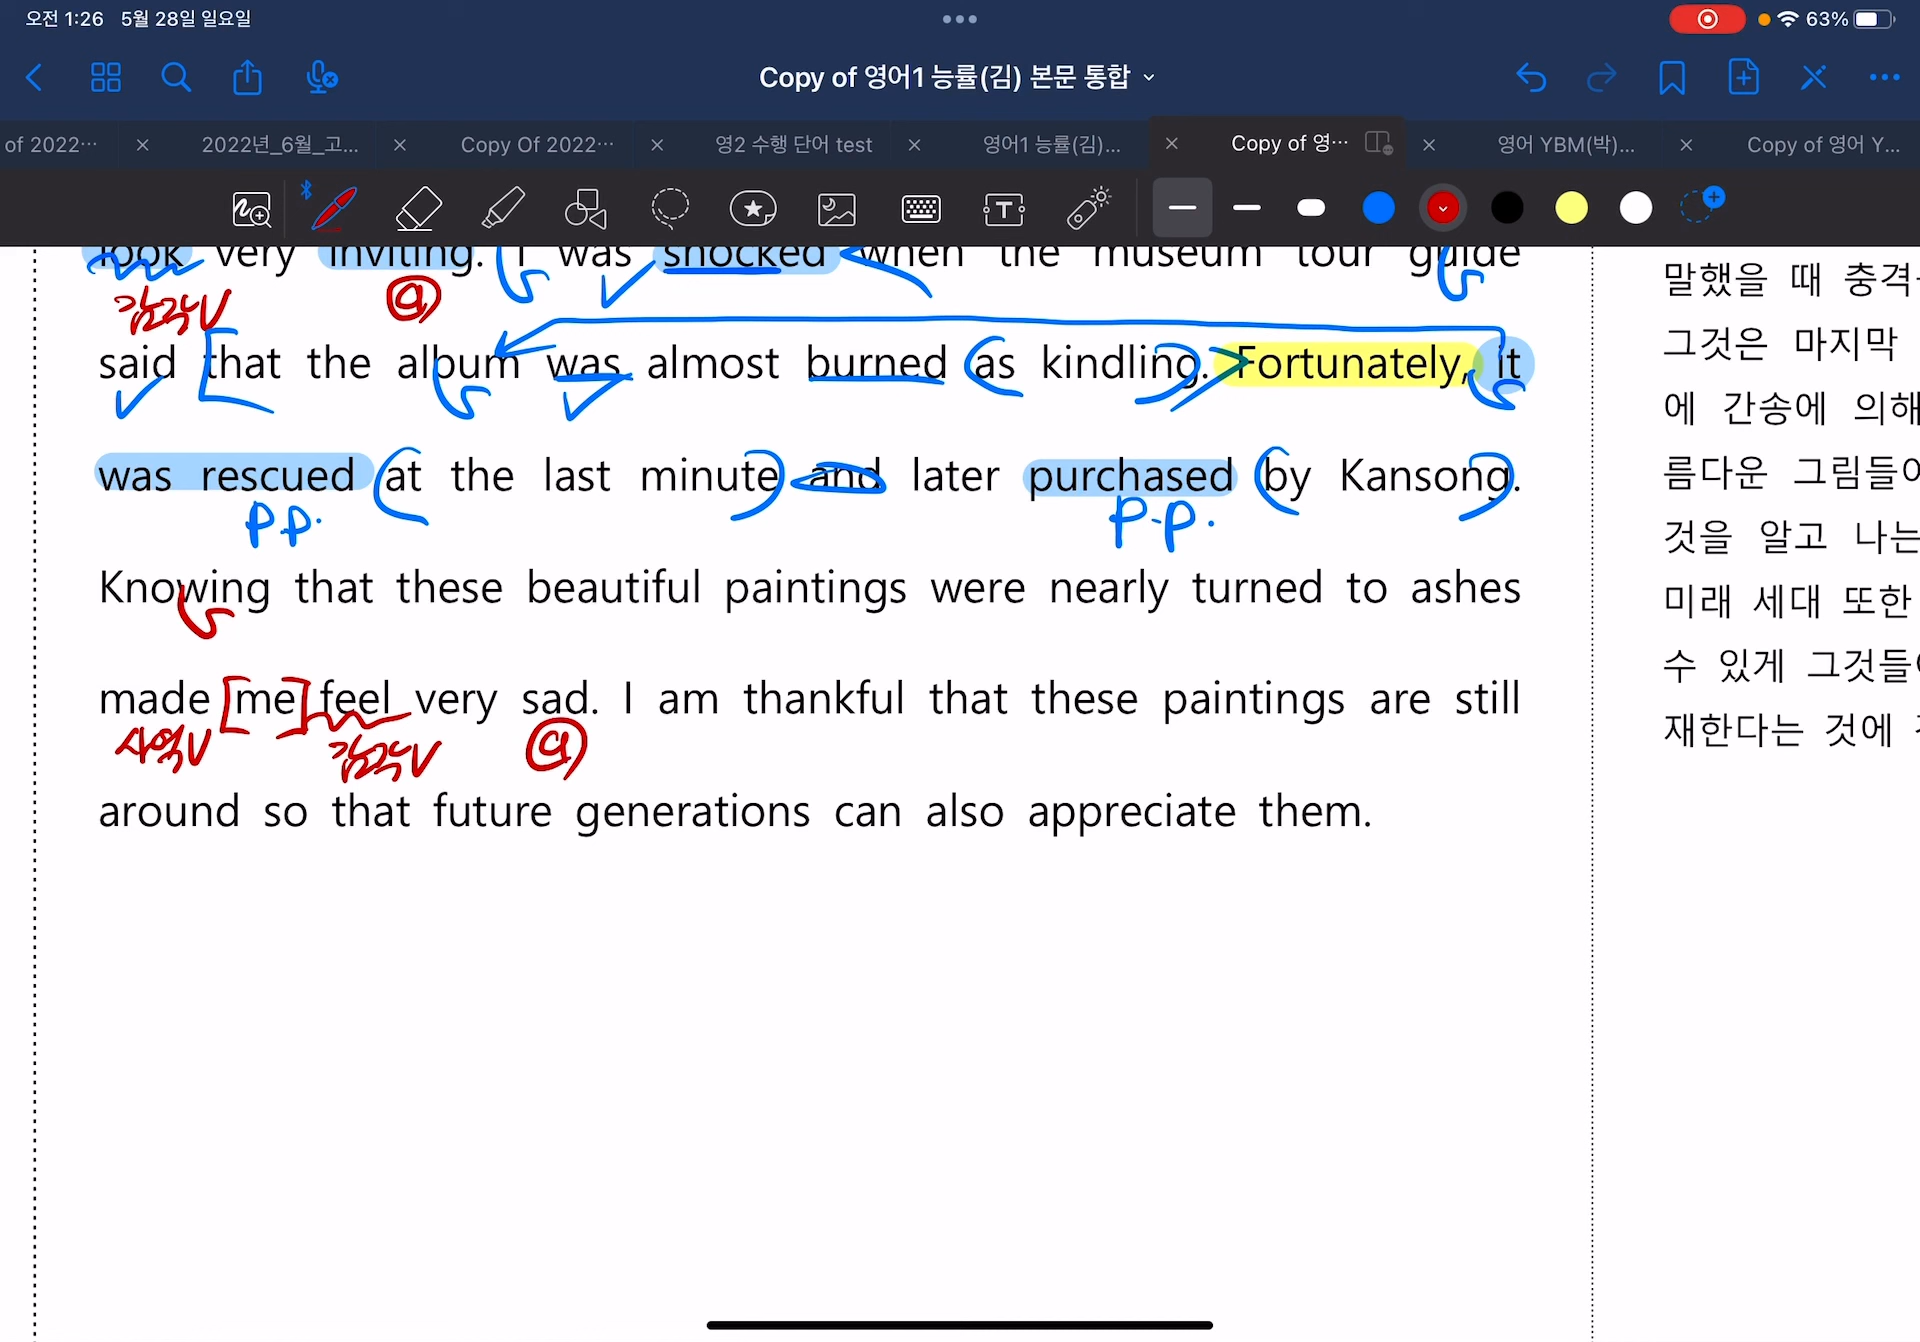 오전 1:26 5월 28일 일요일
63%
Copy of 영어1 능률(김) 본문 통합
of 2022···
2022년_6월_고...
Copy Of 2022···
영2 수행 단어 test
영어1 능률(김)...
Copy of 영···
영어 YBM(박)...
Copy of 영어 Y...
look very inviting. I was shocked when the museum tour guide
감각V ⓐ
said that the album was almost burned as kindling. Fortunately, it
was rescued at the last minute and later purchased by Kansong.
p.p. p.p.
Knowing that these beautiful paintings were nearly turned to ashes
made [me] feel very sad. I am thankful that these paintings are still
사역V 감각V ⓐ
around so that future generations can also appreciate them.
말했을 때 충격
그것은 마지막
에 간송에 의해
름다운 그림들이
것을 알고 나는
미래 세대 또한
수 있게 그것들이
재한다는 것에